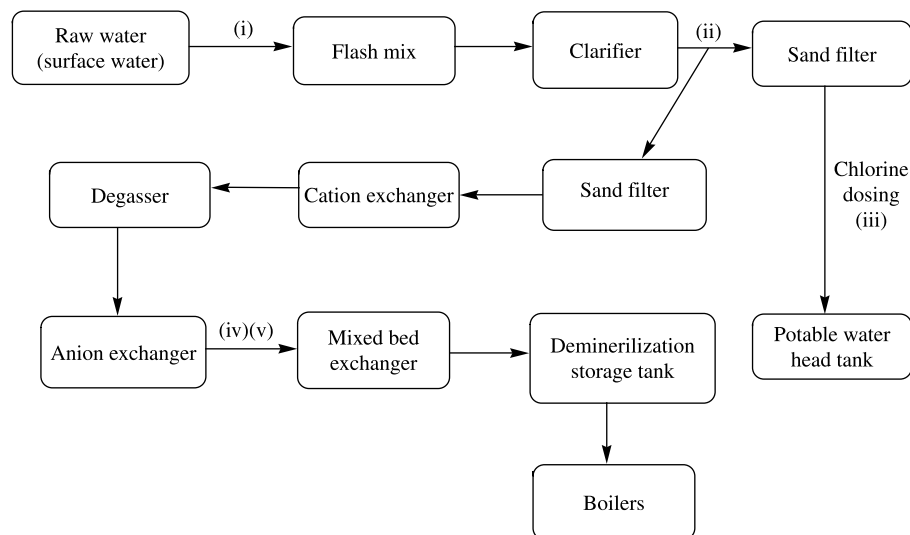 Raw water
(surface water)
(i)
Flash mix
Clarifier
(ii)
Sand filter
Degasser
Cation exchanger
Sand filter
Chlorine
dosing
(iii)
Anion exchanger
(iv)(v)
Mixed bed
exchanger
Deminerilization
storage tank
Potable water
head tank
Boilers